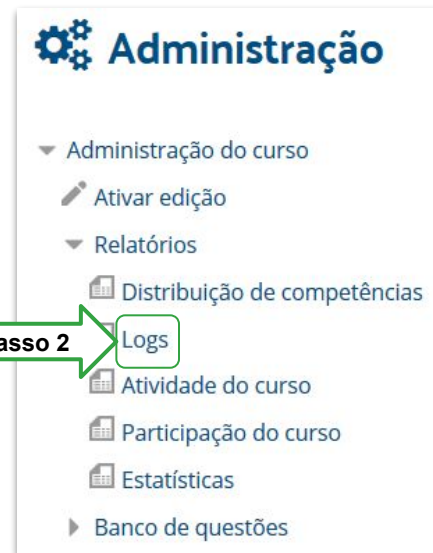 Administração
Administração do curso
Ativar edição
Relatórios
Distribuição de competências
asso 2 Logs
Atividade do curso
Participação do curso
Estatísticas
Banco de questões